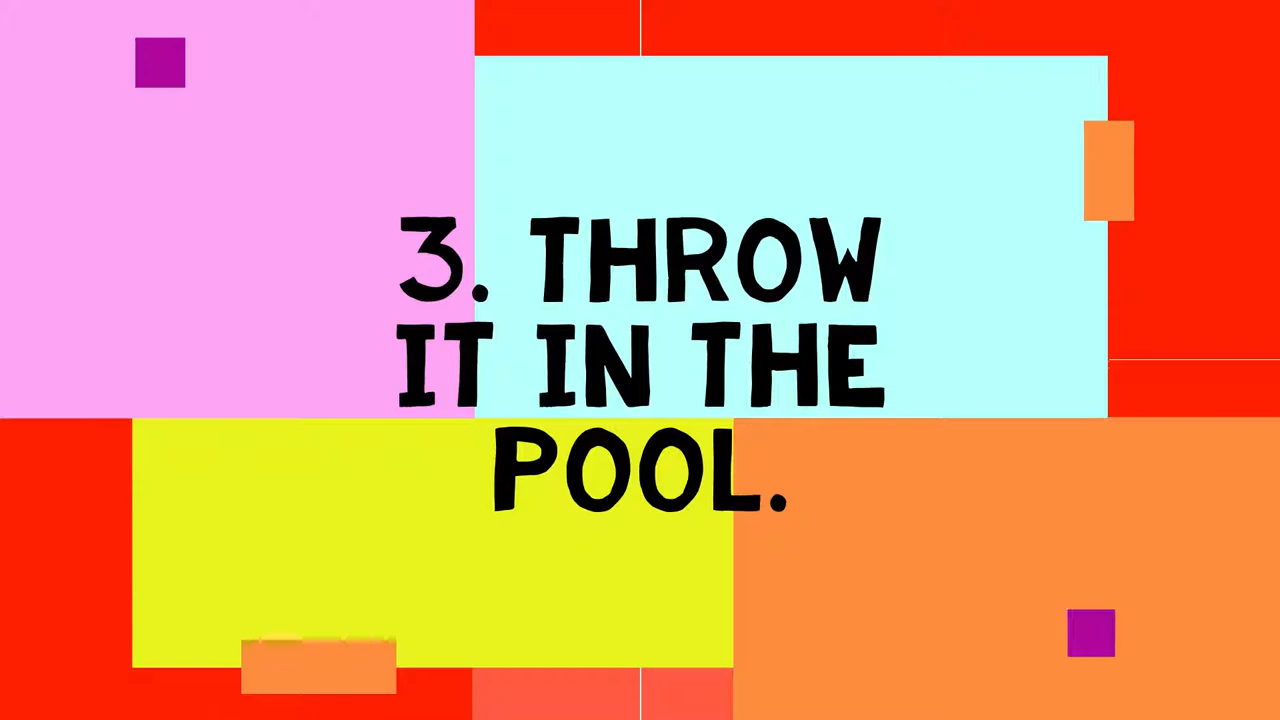 3. THROW
IT IN THE
POOL.